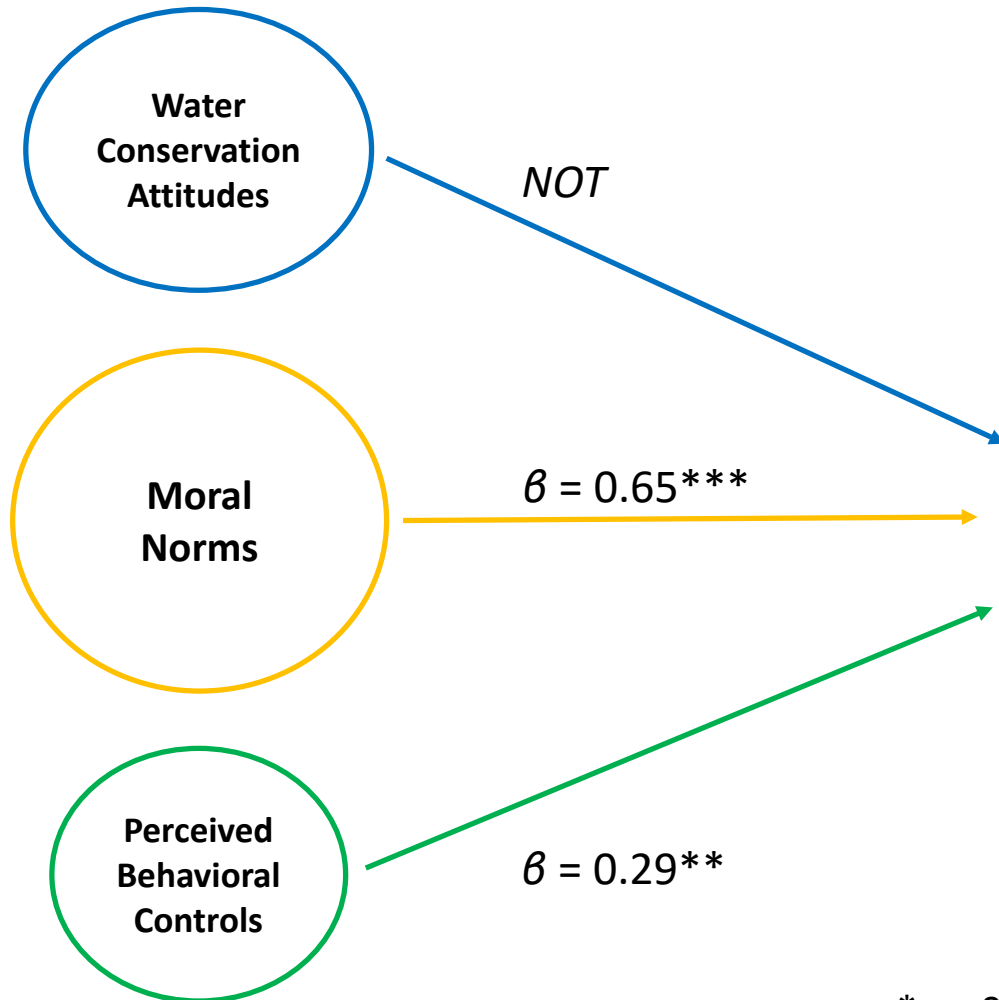 Water
Conservation
Attitudes
NOT
Moral
Norms
β = 0.65***
Perceived
Behavioral
Controls
β = 0.29**
*